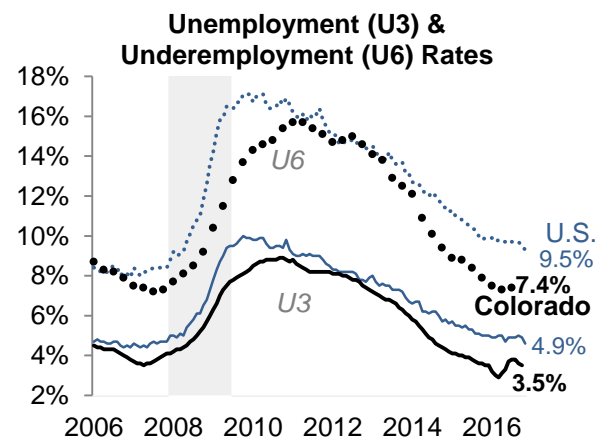 Unemployment (U3) &
Underemployment (U6) Rates
18%
16%
14%
12%
10%
8%
6%
4%
2%
U6
U3
U.S.
9.5%
7.4%
Colorado
4.9%
3.5%
2006 2008 2010 2012 2014 2016